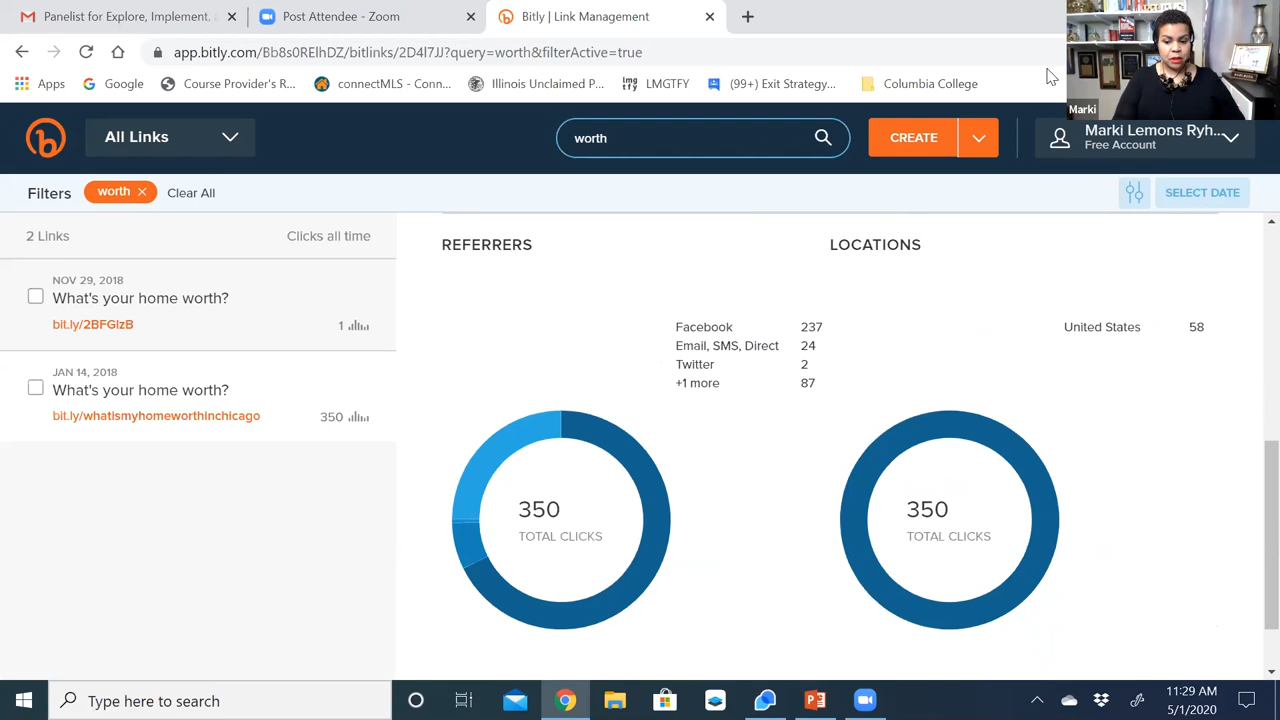 Panelist for Explore, Implement,
Post Attendee - Zoom
Bitly | Link Management
app.bitly.com/Bb8s0RElhDZ/bitlinks/2D4l7JJ?query=worth&filterActive=true
Apps
Google
Course Provider's R...
connectMLS - Conn...
Illinois Unclaimed P...
LMGTFY
(99+) Exit Strategy...
Columbia College
Marki
All Links
worth
CREATE
Marki Lemons Ryh...
Free Account
Filters
worth
Clear All
SELECT DATE
2 Links
Clicks all time
NOV 29, 2018
What's your home worth?
bit.ly/2BFGlzB
1
JAN 14, 2018
What's your home worth?
bit.ly/whatismyhomeworthinchicago
350
REFERRERS
Facebook 237
Email, SMS, Direct 24
Twitter 2
+1 more 87
350
TOTAL CLICKS
LOCATIONS
United States 58
350
TOTAL CLICKS
Type here to search
11:29 AM
5/1/2020